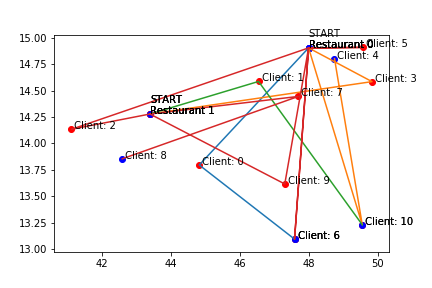 START
15.00
Restaurant 0
Client: 5
Client: 4
14.75
Client: 1
Client: 3
14.50
START
Client: 7
14.25
Restaurant 1
Client: 2
14.00
Client: 8
Client: 0
13.75
Client: 9
13.50
13.25
Client: 10
Client: 6
13.00
42
44
46
48
50